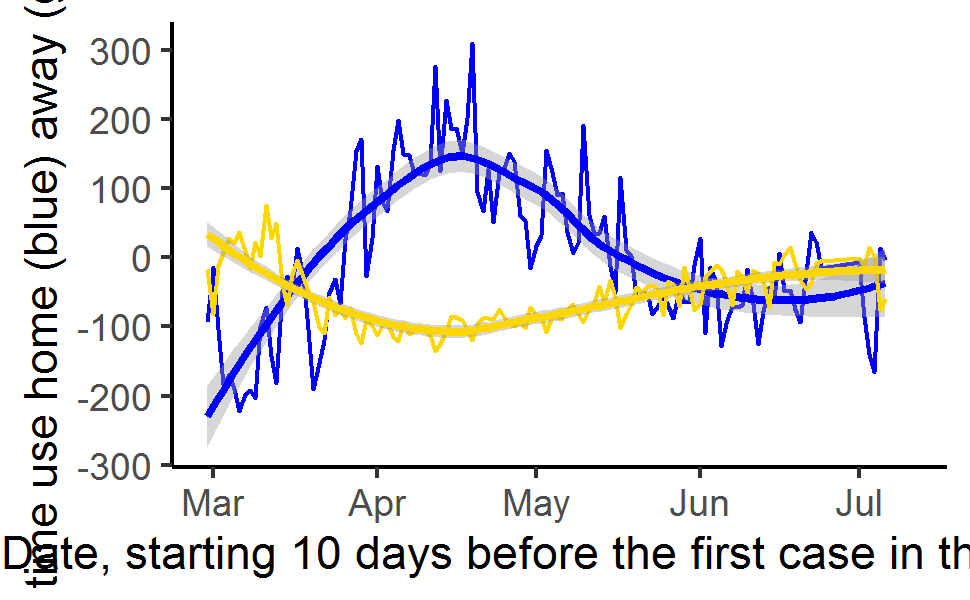 time use home (blue) away (
300
200
100
0
-100
-200
-300
Mar Apr May Jun Jul
Date, starting 10 days before the first case in th